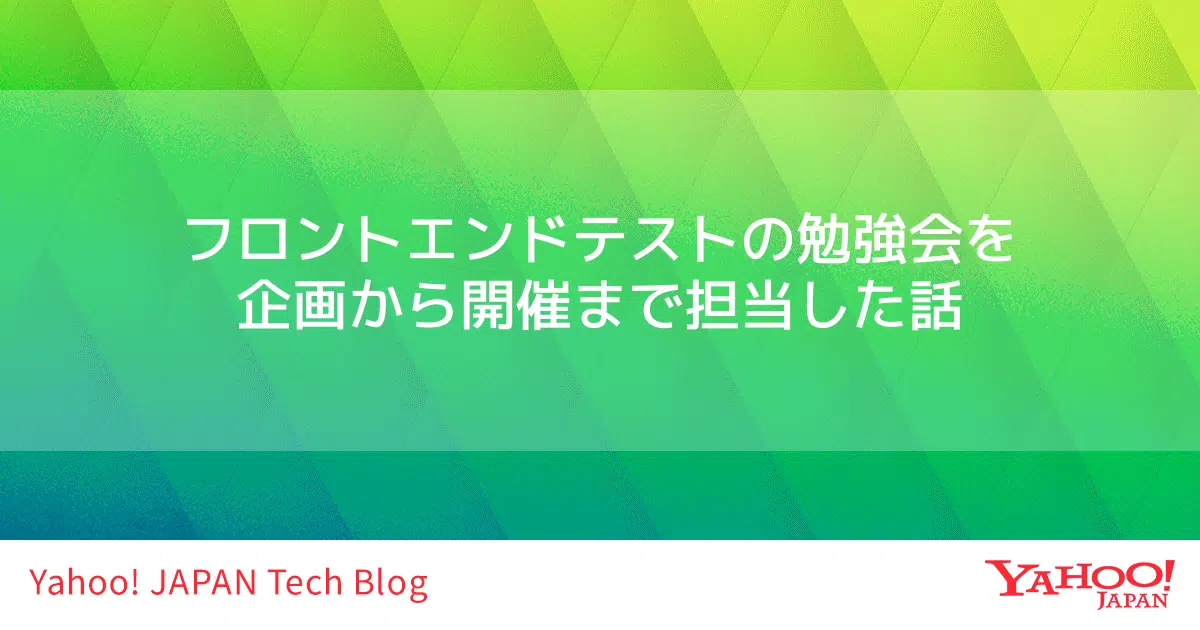 フロントエンドテストの勉強会を
企画から開催まで担当した話
Yahoo! JAPAN Tech Blog
YAHOO!
JAPAN